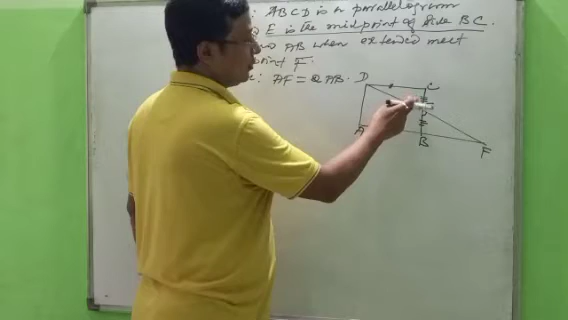 : ABCD is a parallelogram
E is the midpoint of side BC.
AB when extended meet
point F.
: AF = 2AB.
D C
E
A B F